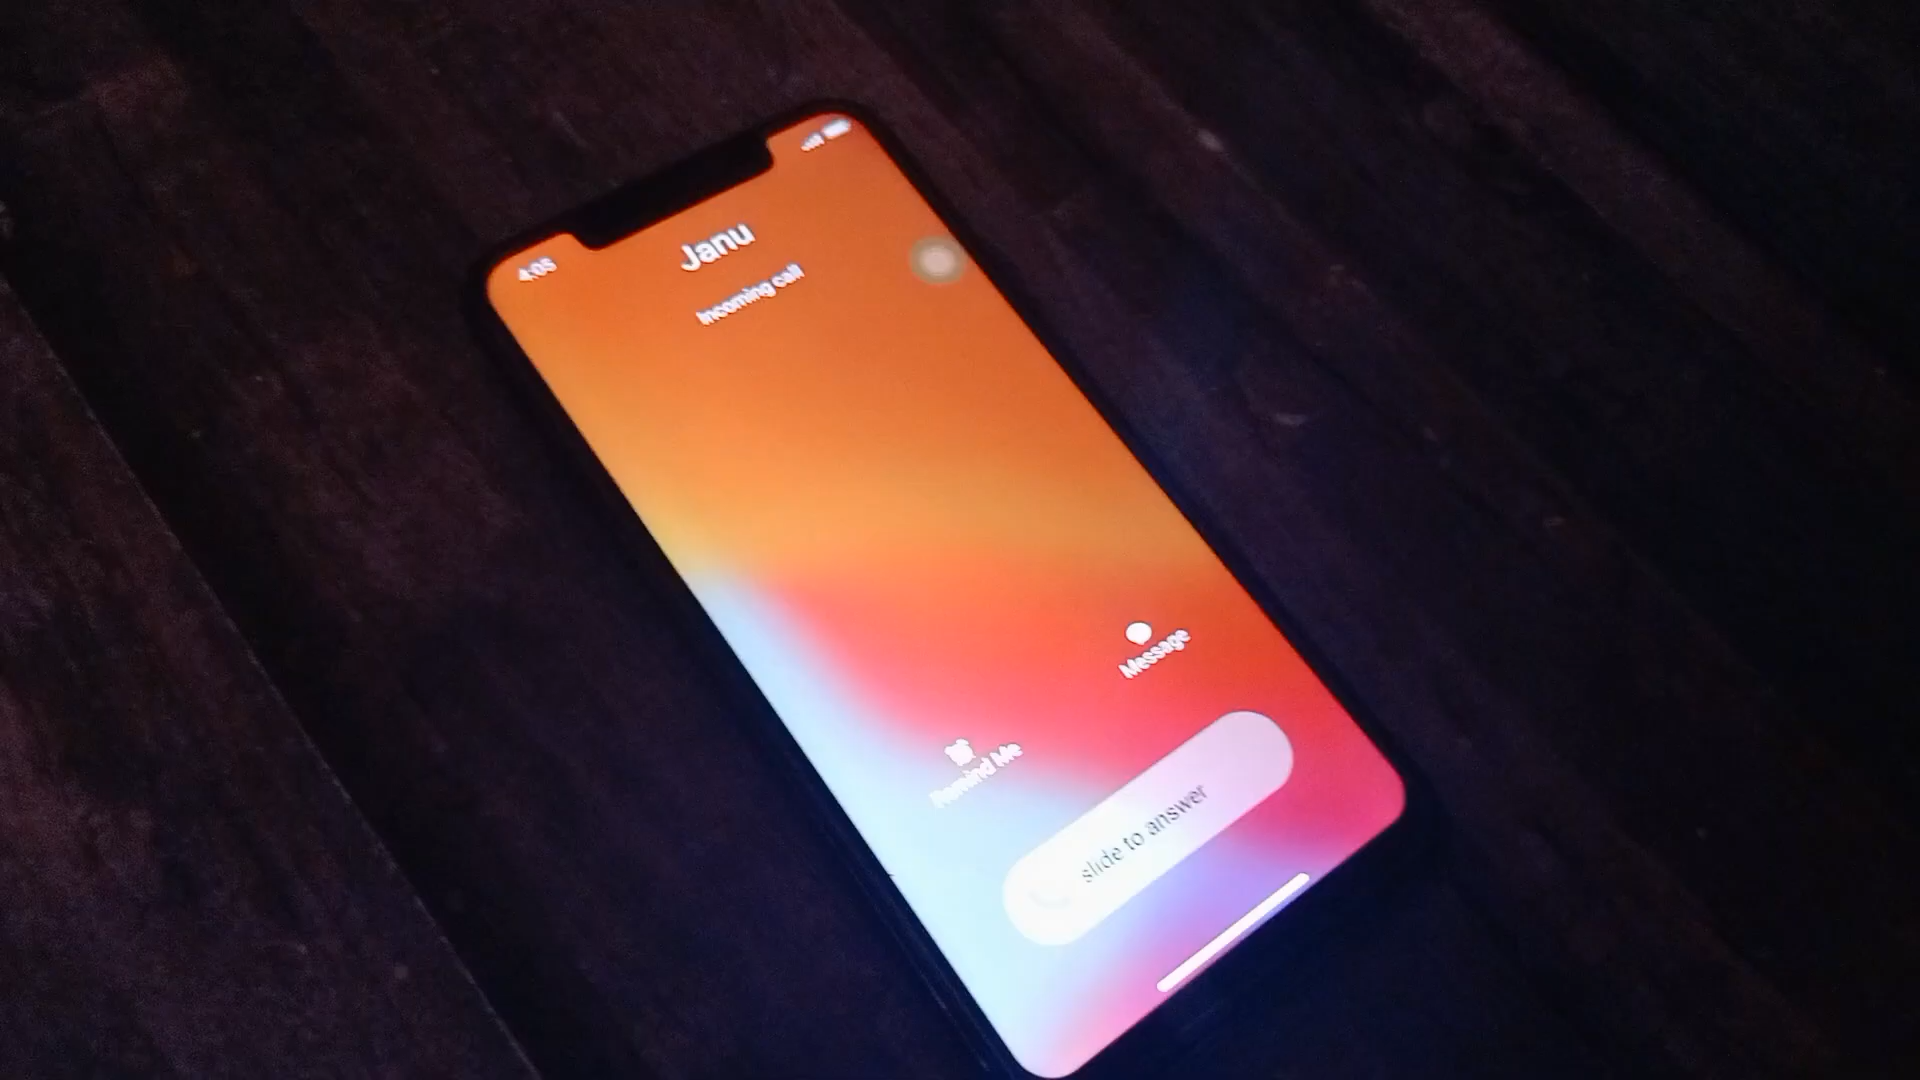 4:05
Janu
Incoming call
Message
Remind Me
slide to answer